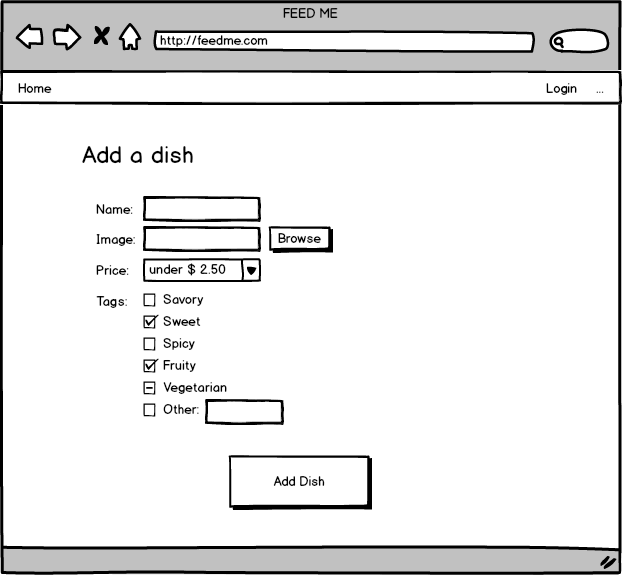 FEED ME
http://feedme.com
Home Login ...
Add a dish
Name:
Image: Browse
Price: under $ 2.50
Tags: Savory
Sweet
Spicy
Fruity
Vegetarian
Other:
Add Dish